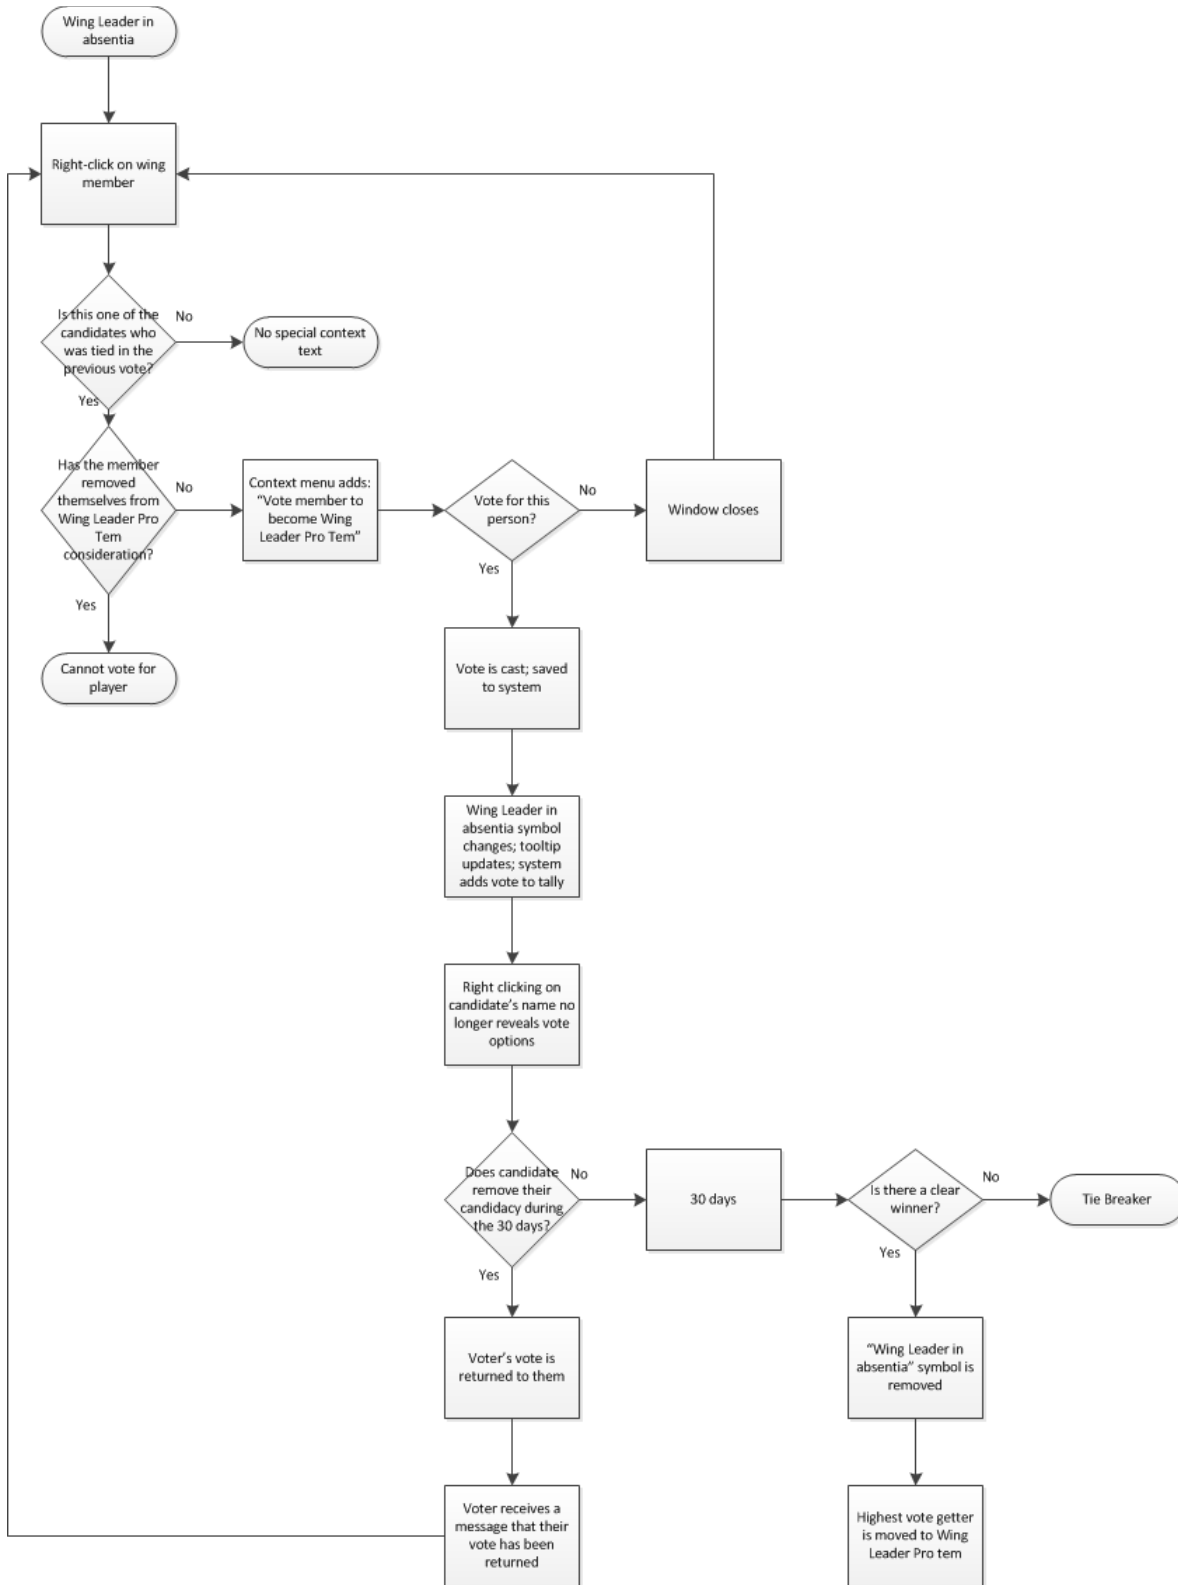 Wing Leader in
absentia
Right-click on wing
member
Is this one of the
candidates who
was tied in the
previous vote?
No
No special context
text
Yes
Has the member
removed
themselves from
Wing Leader Pro
Tem
consideration?
No
Context menu adds:
“Vote member to
become Wing
Leader Pro Tem”
Vote for this
person?
No
Window closes
Yes
Yes
Cannot vote for
player
Vote is cast; saved
to system
Wing Leader in
absentia symbol
changes; tooltip
updates; system
adds vote to tally
Right clicking on
candidate’s name no
longer reveals vote
options
Does candidate
remove their
candidacy during
the 30 days?
No
30 days
Is there a clear
winner?
No
Tie Breaker
Yes
Yes
Voter’s vote is
returned to them
“Wing Leader in
absentia” symbol is
removed
Voter receives a
message that their
vote has been
returned
Highest vote getter
is moved to Wing
Leader Pro tem